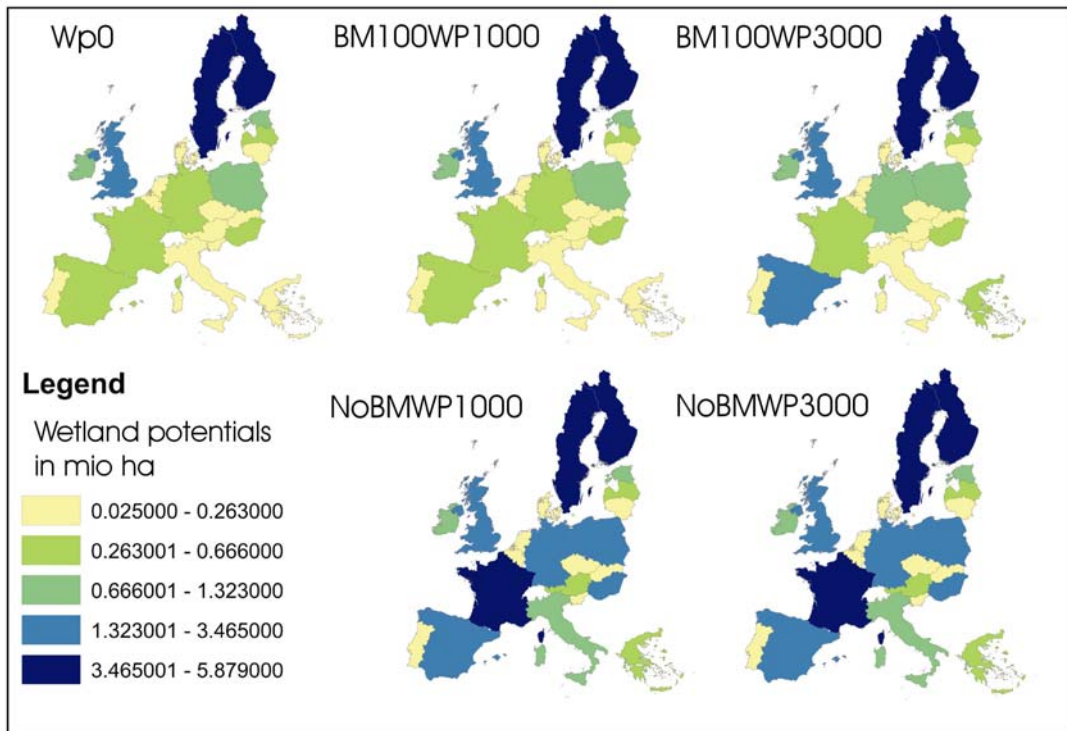 Wp0
BM100WP1000
BM100WP3000
Legend
Wetland potentials
in mio ha
0.025000 - 0.263000
0.263001 - 0.666000
0.666001 - 1.323000
1.323001 - 3.465000
3.465001 - 5.879000
NoBMWP1000
NoBMWP3000